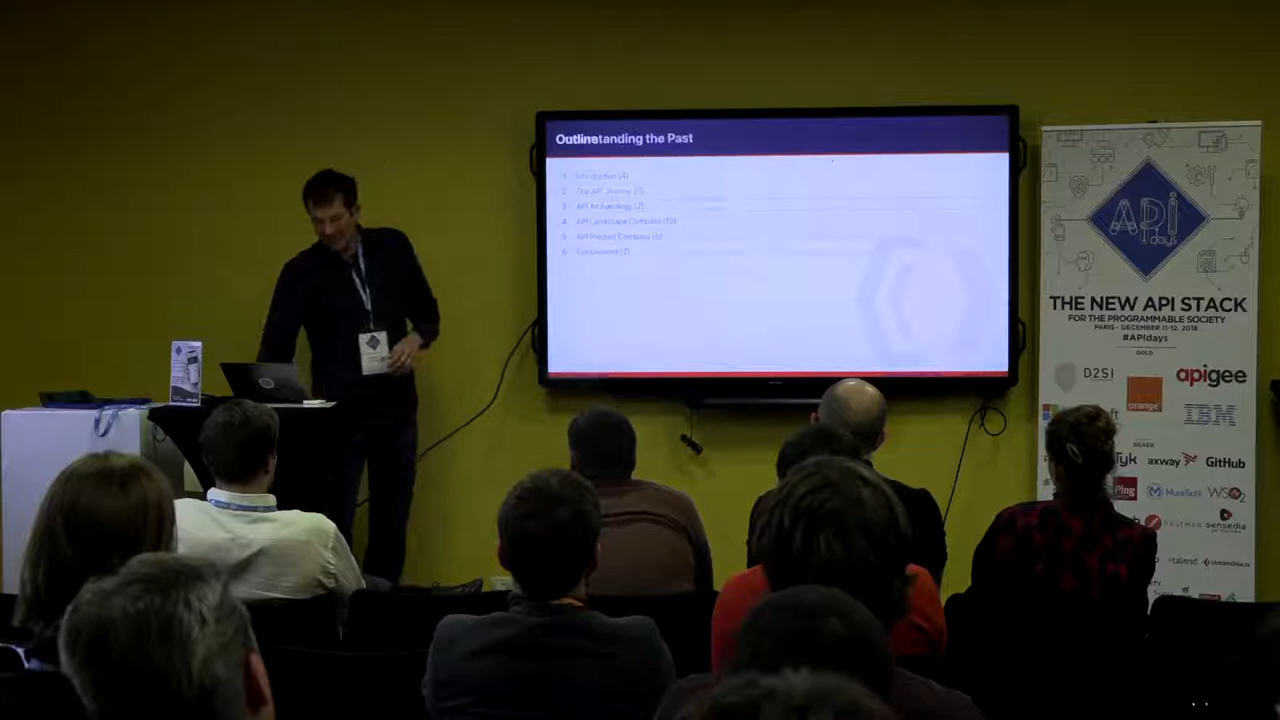 Outlinetanding the Past
1 Introduction [4]
2 The API Journey [5]
3 API Archaeology [2]
4 API Landscape Compass [13]
5 API Product Compass [5]
6 Conclusions [2]
API
days
THE NEW API STACK
FOR THE PROGRAMMABLE SOCIETY
PARIS - DECEMBER 11-12, 2018
#APIdays
GOLD
D2SI
apigee
orange
IBM
SILVER
Tyk axway GitHub
Ping MuleSoft WSO2
POSTMAN sensedia
talend